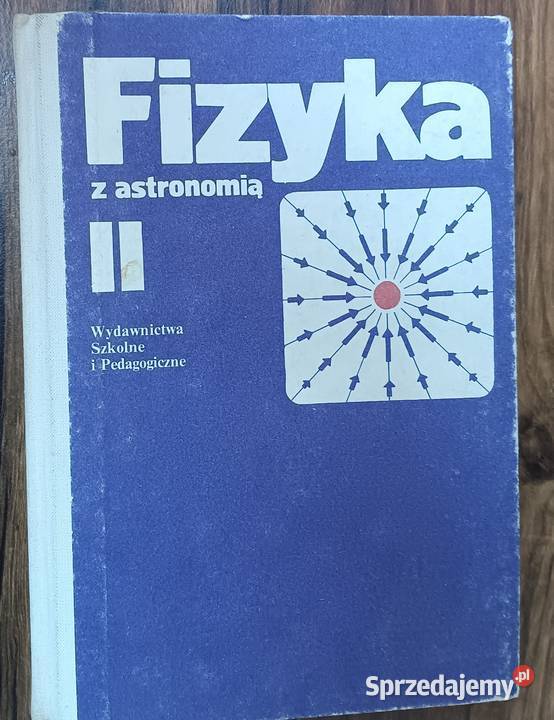 Fizyka
z astronomią
II
Wydawnictwa
Szkolne
i Pedagogiczne
Sprzedajemy.pl